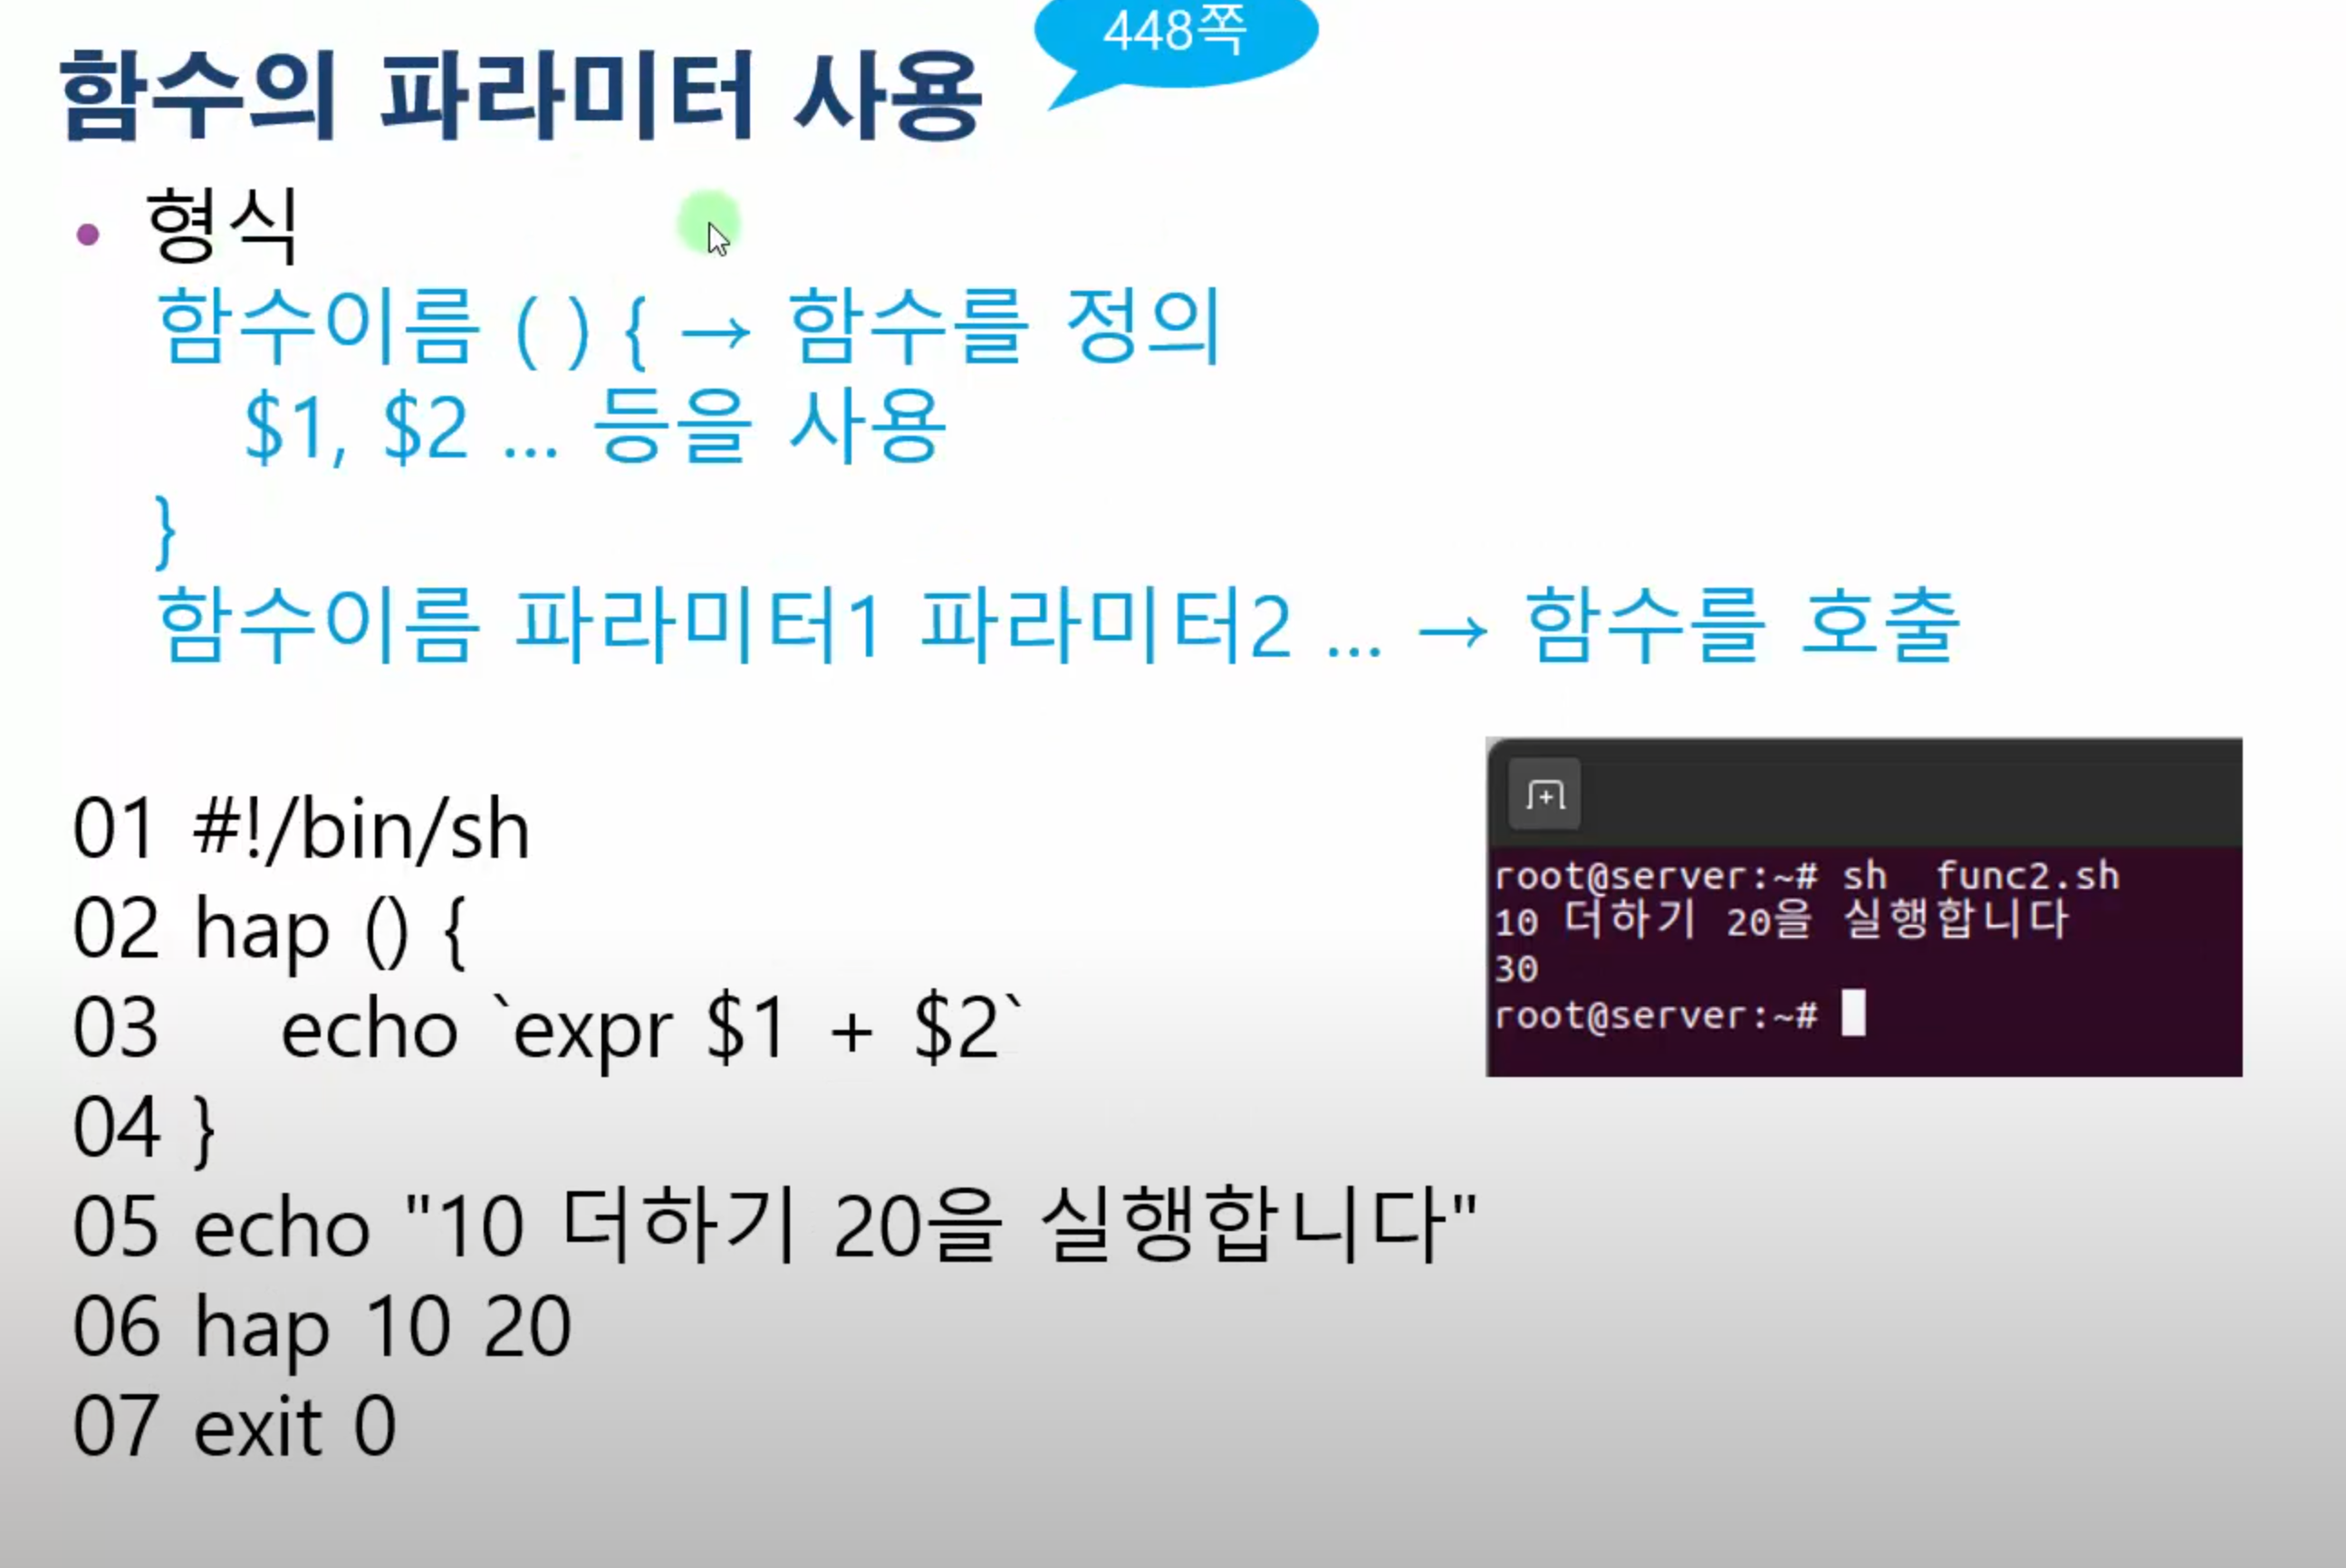 448쪽
함수의 파라미터 사용
• 형식
함수이름 ( ) { → 함수를 정의
$1, $2 … 등을 사용
}
함수이름 파라미터1 파라미터2 … → 함수를 호출
01 #!/bin/sh
02 hap () {
03 echo `expr $1 + $2`
04 }
05 echo "10 더하기 20을 실행합니다"
06 hap 10 20
07 exit 0
root@server:~# sh  func2.sh
10 더하기 20을 실행합니다
30
root@server:~#